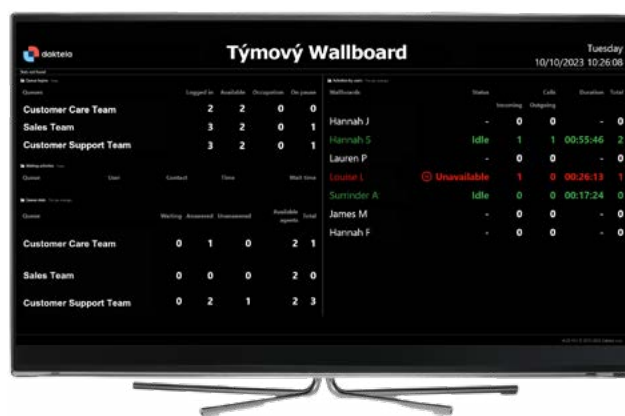 daktela
Týmový Wallboard
Tuesday
10/10/2023 10:26:08
Queues Logged in Available Occupation On pause
Customer Care Team 2 2 0 0
Sales Team 3 2 0 1
Customer Support Team 3 2 0 1
Queue User Contact Time Wait time
Queue Waiting Answered Unanswered Available agents Total
Customer Care Team 0 1 0 2 1
Sales Team 0 0 0 2 0
Customer Support Team 0 2 1 2 3
Wallboards Status Calls Duration Total
Incoming Outgoing
Hannah J - 0 0 - 0
Hannah S Idle 1 1 00:55:46 2
Lauren P - 0 0 - 0
Louise L Unavailable 1 0 00:26:13 1
Surrinder A Idle 0 0 00:17:24 0
James M - 0 0 - 0
Hannah F - 0 0 - 0